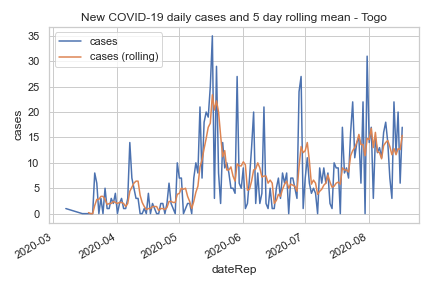 New COVID-19 daily cases and 5 day rolling mean - Togo
cases
cases (rolling)
35
30
25
20
15
10
5
0
cases
2020-03
2020-04
2020-05
2020-06
2020-07
2020-08
dateRep